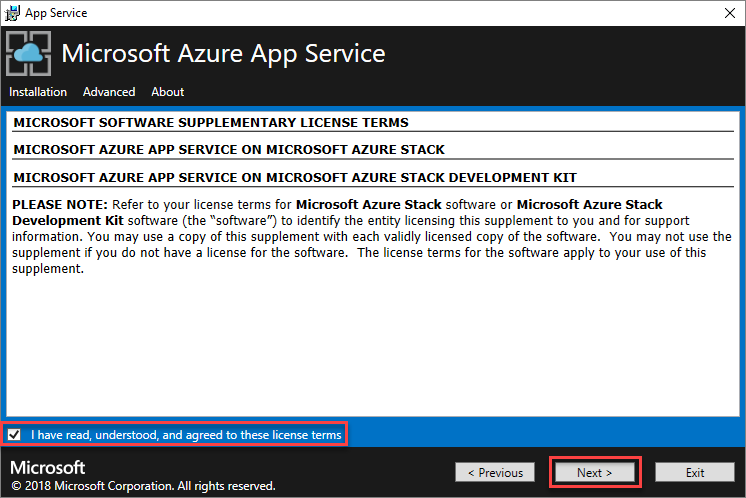 App Service
Microsoft Azure App Service
Installation Advanced About
MICROSOFT SOFTWARE SUPPLEMENTARY LICENSE TERMS
MICROSOFT AZURE APP SERVICE ON MICROSOFT AZURE STACK
MICROSOFT AZURE APP SERVICE ON MICROSOFT AZURE STACK DEVELOPMENT KIT
PLEASE NOTE: Refer to your license terms for Microsoft Azure Stack software or Microsoft Azure Stack
Development Kit software (the “software”) to identify the entity licensing this supplement to you and for support
information. You may use a copy of this supplement with each validly licensed copy of the software.  You may not use the
supplement if you do not have a license for the software.  The license terms for the software apply to your use of this
supplement.
I have read, understood, and agreed to these license terms
Microsoft
© 2018 Microsoft Corporation. All rights reserved.
< Previous Next > Exit